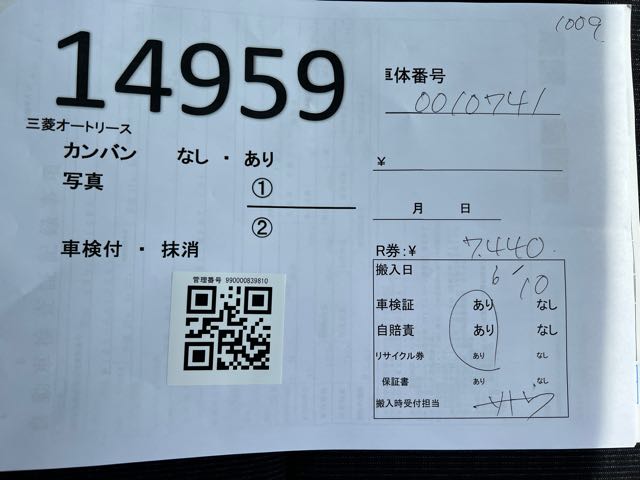 1009
14959
三菱オートリース
カンバン なし ・ あり
写真 ①
②
車検付 ・ 抹消
管理番号 990000839810
車体番号
0010741
¥
月 日
R券:¥ 7.440
搬入日 6/10
車検証 あり なし
自賠責 あり なし
リサイクル券 あり なし
保証書 あり なし
搬入時受付担当